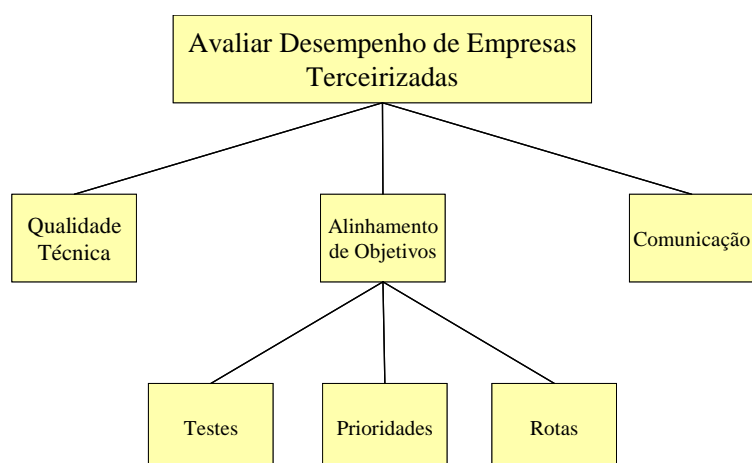 Avaliar Desempenho de Empresas
Terceirizadas
Qualidade
Técnica
Alinhamento
de Objetivos
Comunicação
Testes
Prioridades
Rotas